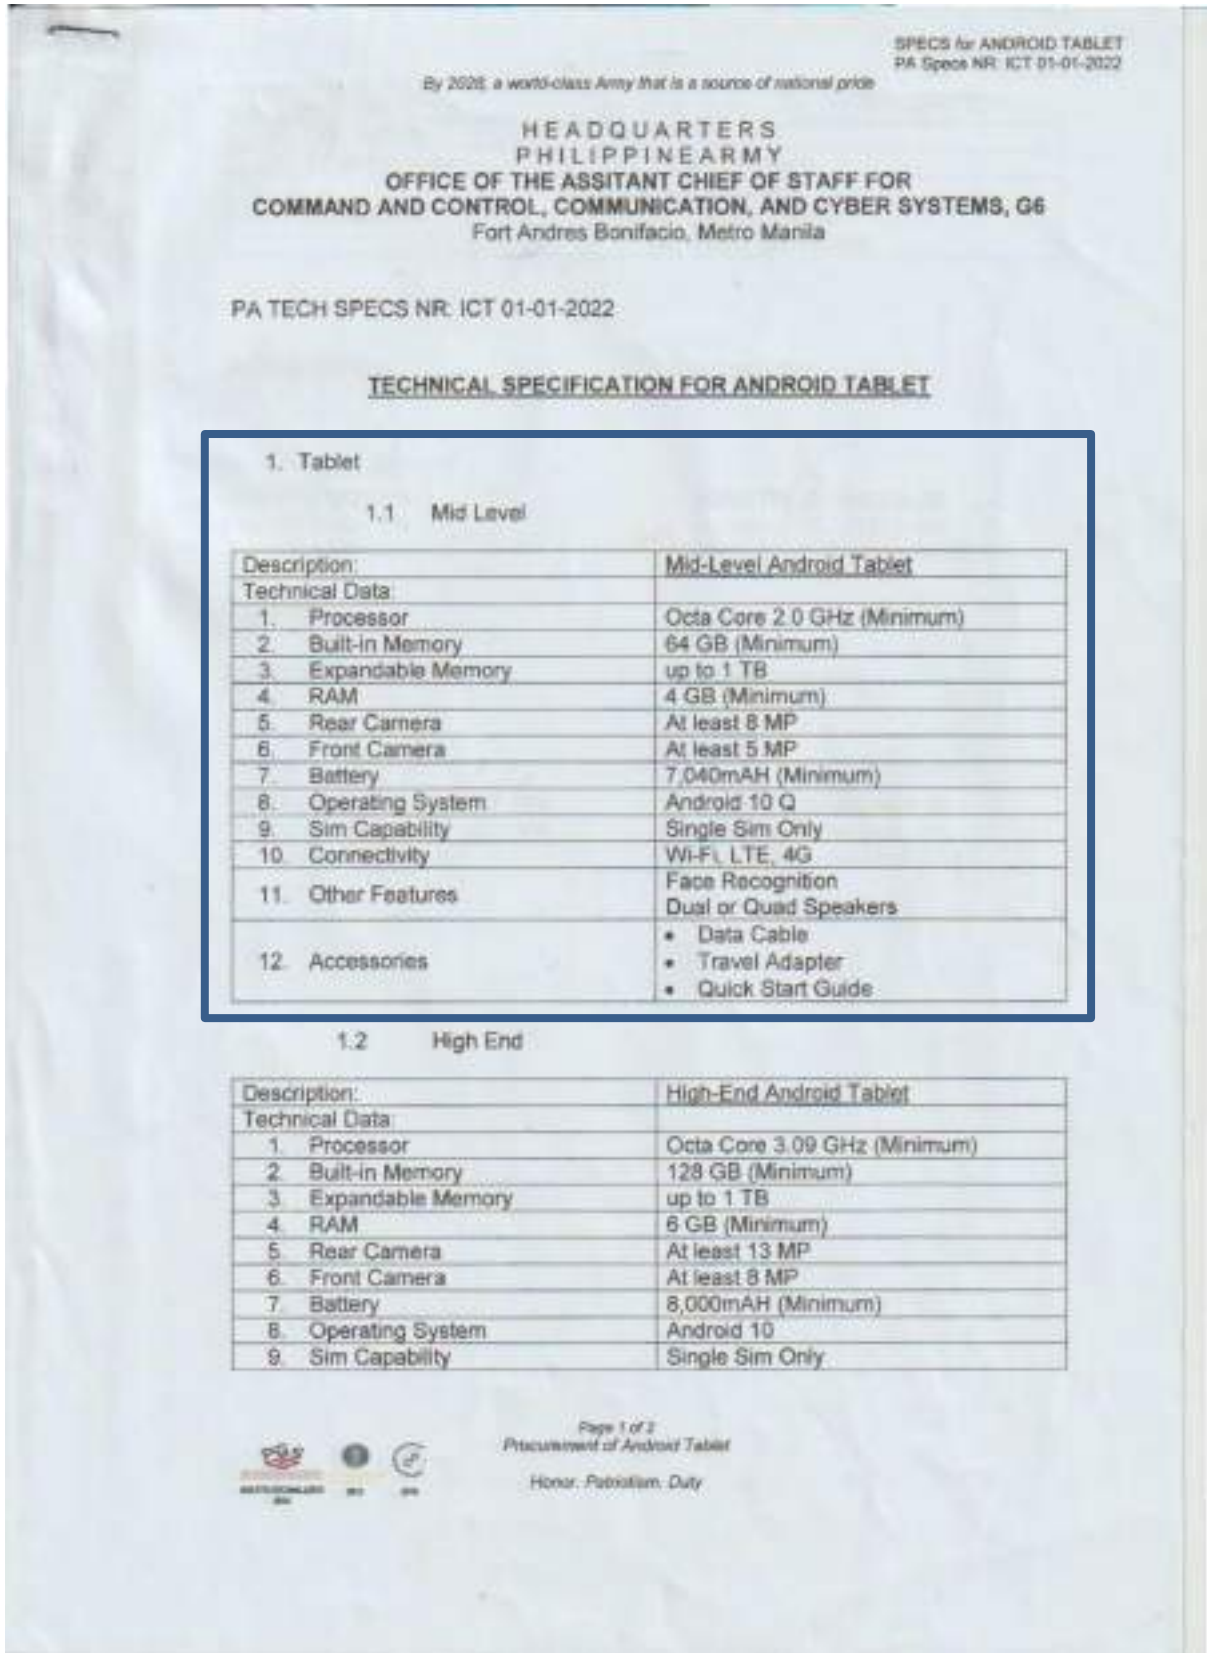 SPECS for ANDROID TABLET
PA Specs NR: ICT 01-01-2022
By 2028, a world-class Army that is a source of national pride
HEADQUARTERS
PHILIPPINEARMY
OFFICE OF THE ASSITANT CHIEF OF STAFF FOR
COMMAND AND CONTROL, COMMUNICATION, AND CYBER SYSTEMS, G6
Fort Andres Bonifacio, Metro Manila
PA TECH SPECS NR: ICT 01-01-2022
TECHNICAL SPECIFICATION FOR ANDROID TABLET
1. Tablet
1.1 Mid Level
Description: Mid-Level Android Tablet
Technical Data:
1. Processor Octa Core 2.0 GHz (Minimum)
2. Built-in Memory 64 GB (Minimum)
3. Expandable Memory up to 1 TB
4. RAM 4 GB (Minimum)
5. Rear Camera At least 8 MP
6. Front Camera At least 5 MP
7. Battery 7,040mAH (Minimum)
8. Operating System Android 10 Q
9. Sim Capability Single Sim Only
10. Connectivity Wi-Fi, LTE, 4G
11. Other Features Face Recognition
Dual or Quad Speakers
• Data Cable
12. Accessories • Travel Adapter
• Quick Start Guide
1.2 High End
Description: High-End Android Tablet
Technical Data:
1. Processor Octa Core 3.09 GHz (Minimum)
2. Built-in Memory 128 GB (Minimum)
3. Expandable Memory up to 1 TB
4. RAM 6 GB (Minimum)
5. Rear Camera At least 13 MP
6. Front Camera At least 8 MP
7. Battery 8,000mAH (Minimum)
8. Operating System Android 10
9. Sim Capability Single Sim Only
Page 1 of 2
Procurement of Android Tablet
Honor. Patriotism. Duty